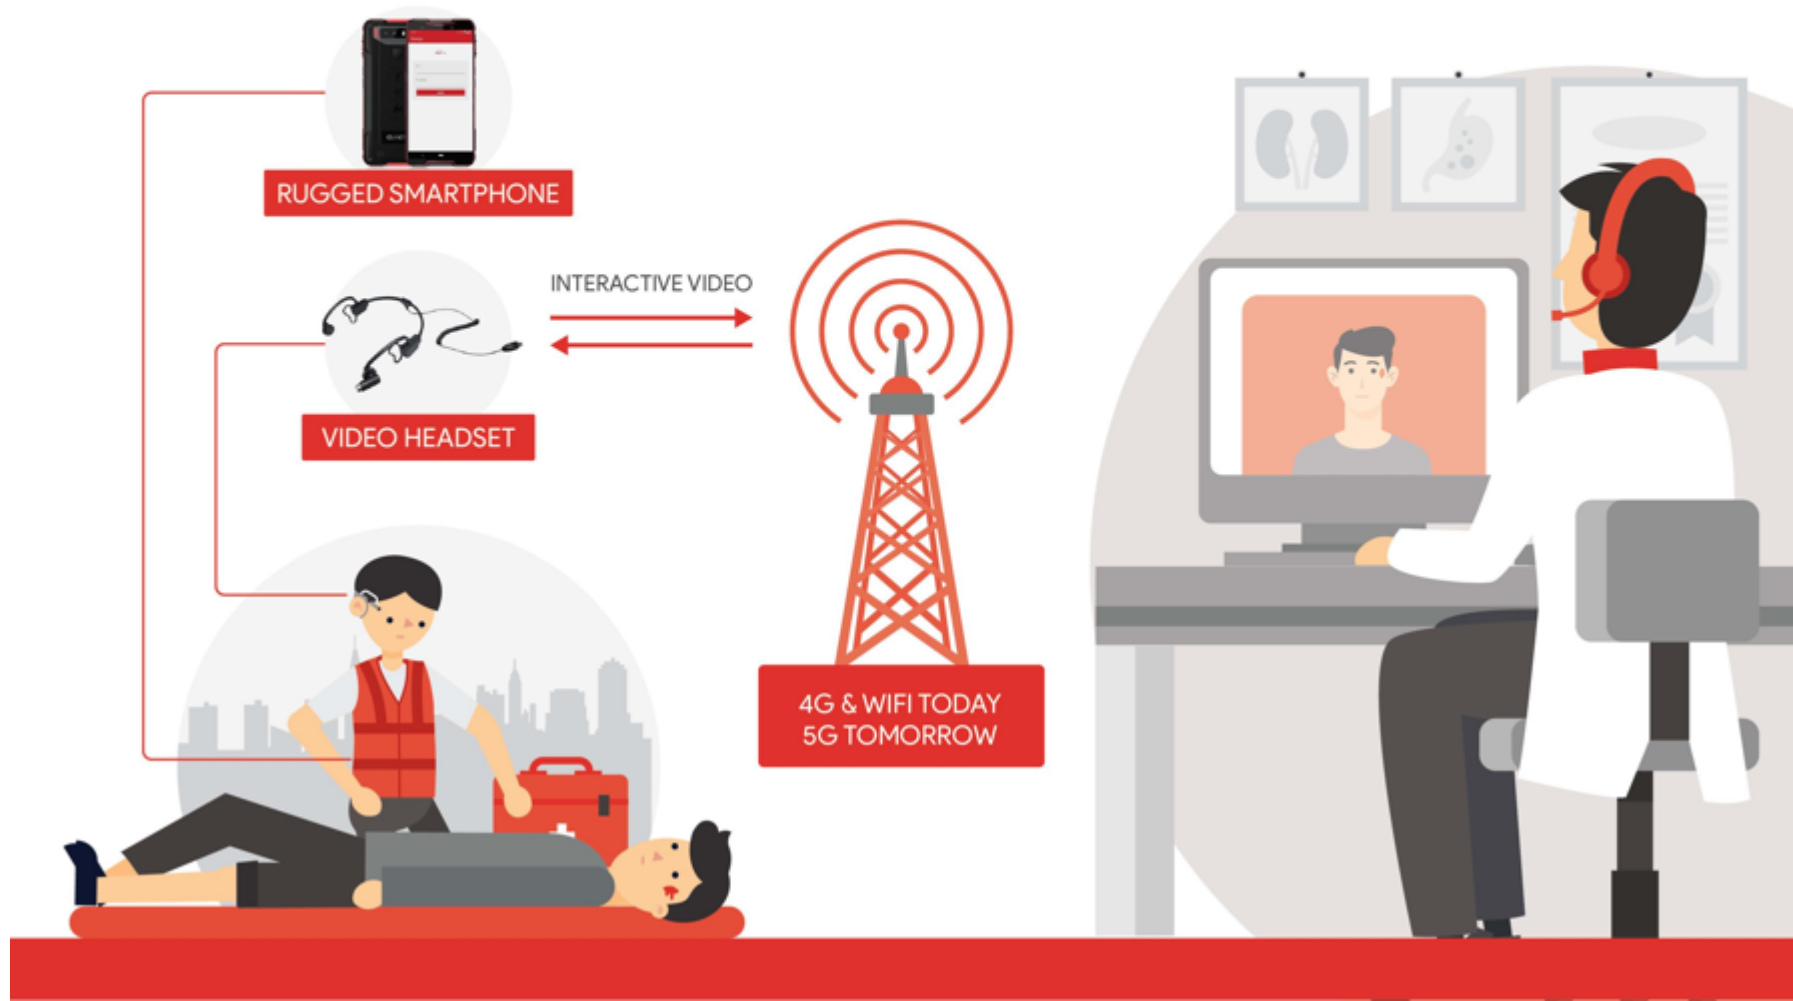 RUGGED SMARTPHONE
INTERACTIVE VIDEO
VIDEO HEADSET
4G & WIFI TODAY
5G TOMORROW